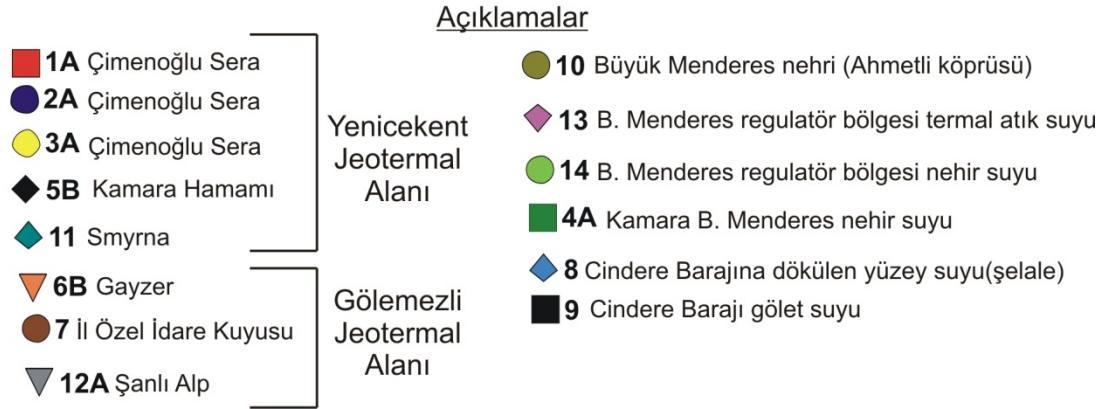 Açıklamalar
1A Çimenoğlu Sera
2A Çimenoğlu Sera
3A Çimenoğlu Sera
5B Kamara Hamamı
11 Smyrna
Yenicekent
Jeotermal
Alanı
6B Gayzer
7 İl Özel İdare Kuyusu
12A Şanlı Alp
Gölemezli
Jeotermal
Alanı
10 Büyük Menderes nehri (Ahmetli köprüsü)
13 B. Menderes regulatör bölgesi termal atık suyu
14 B. Menderes regulatör bölgesi nehir suyu
4A Kamara B. Menderes nehir suyu
8 Cindere Barajına dökülen yüzey suyu(şelale)
9 Cindere Barajı gölet suyu